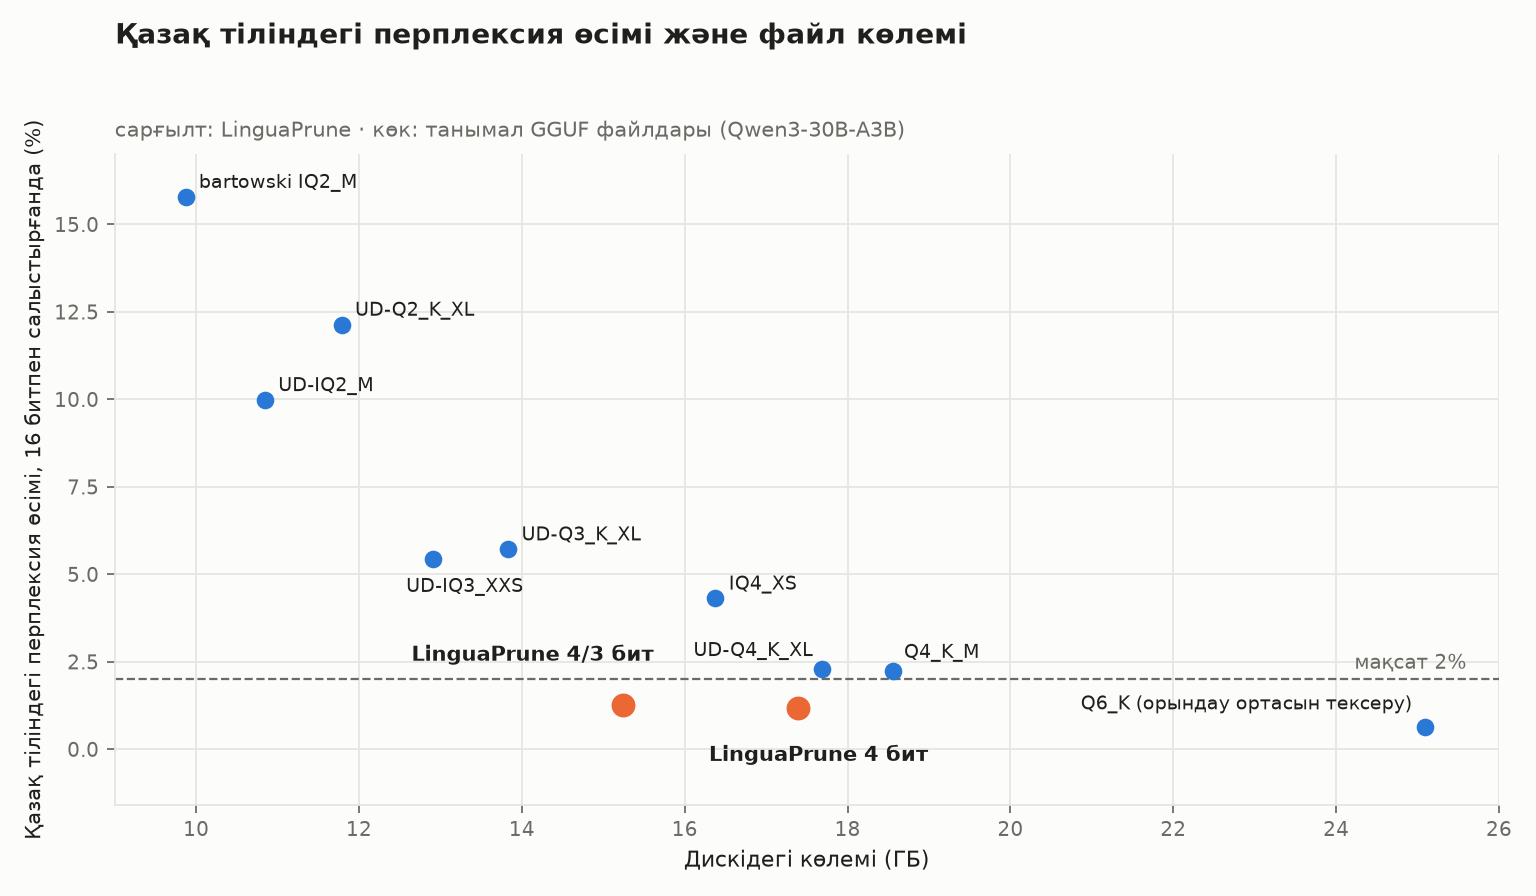 Қазақ тіліндегі перплексия өсімі және файл көлемі
сарғылт: LinguaPrune · көк: танымал GGUF файлдары (Qwen3-30B-A3B)
Қазақ тіліндегі перплексия өсімі, 16 битпен салыстырғанда (%)
15.0
12.5
10.0
7.5
5.0
2.5
0.0
bartowski IQ2_M
UD-Q2_K_XL
UD-IQ2_M
UD-Q3_K_XL
UD-IQ3_XXS
IQ4_XS
LinguaPrune 4/3 бит
UD-Q4_K_XL
Q4_K_M
мақсат 2%
Q6_K (орындау ортасын тексеру)
LinguaPrune 4 бит
10
12
14
16
18
20
22
24
26
Дискідегі көлемі (ГБ)